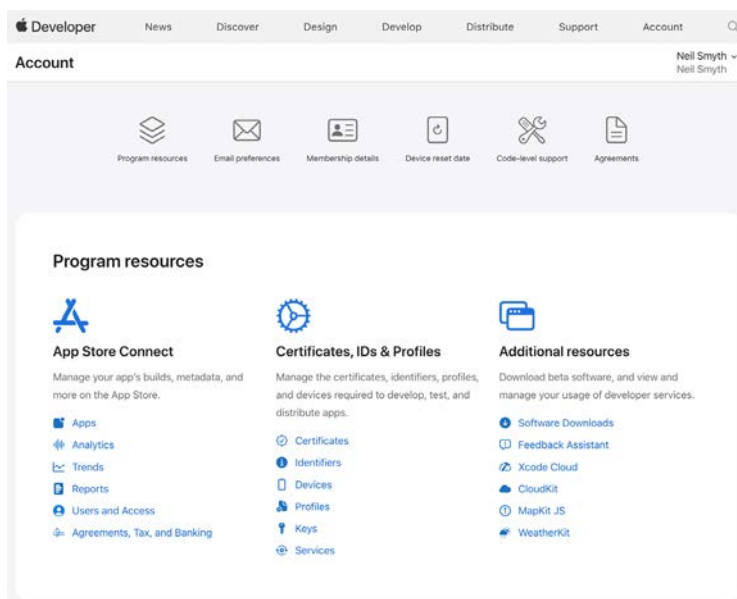 Developer News Discover Design Develop Distribute Support Account
Account
Neil Smyth
Neil Smyth
Program resources Email preferences Membership details Device reset date Code-level support Agreements
Program resources
App Store Connect
Manage your app's builds, metadata, and
more on the App Store.
Apps
Analytics
Trends
Reports
Users and Access
Agreements, Tax, and Banking
Certificates, IDs & Profiles
Manage the certificates, identifiers, profiles,
and devices required to develop, test, and
distribute apps.
Certificates
Identifiers
Devices
Profiles
Keys
Services
Additional resources
Download beta software, and view and
manage your usage of developer services.
Software Downloads
Feedback Assistant
Xcode Cloud
CloudKit
MapKit JS
WeatherKit